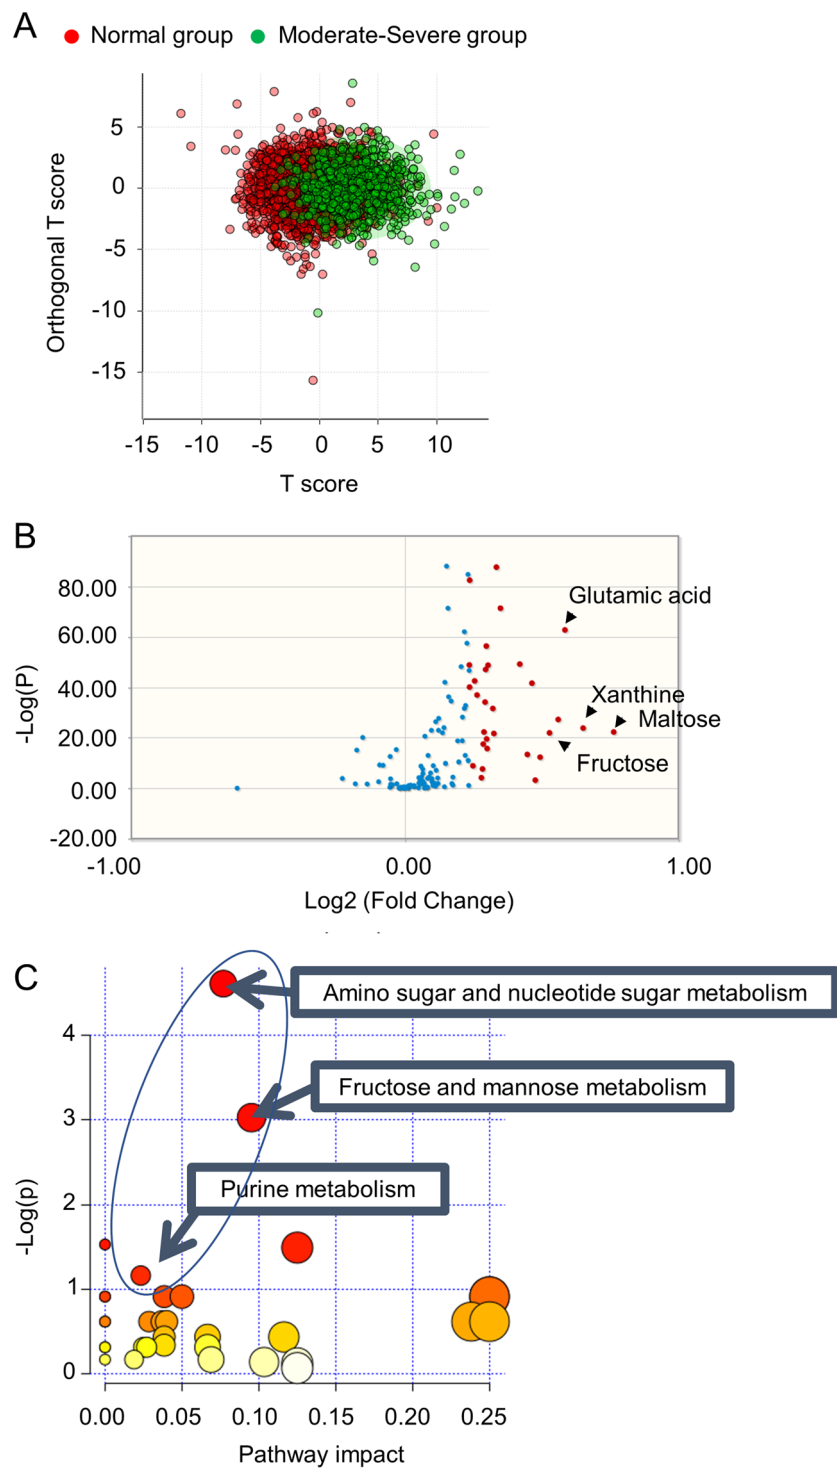 A
Normal group
Moderate-Severe group
5
0
-5
-10
-15
Orthogonal T score
-15 -10 -5 0 5 10
T score
B
80.00
60.00
40.00
20.00
0.00
-20.00
-Log(P)
Glutamic acid
Xanthine
Maltose
Fructose
-1.00 0.00 1.00
Log2 (Fold Change)
C
Amino sugar and nucleotide sugar metabolism
Fructose and mannose metabolism
Purine metabolism
4
3
2
1
0
-Log(p)
0.00 0.05 0.10 0.15 0.20 0.25
Pathway impact